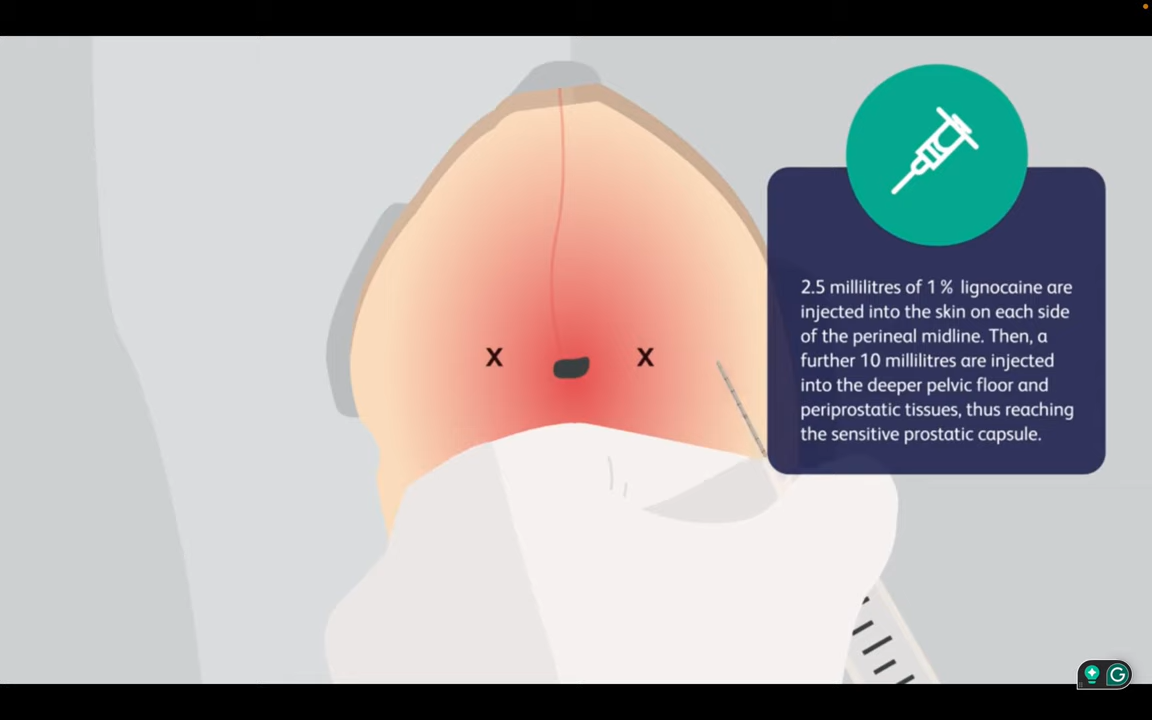 X
X
2.5 millilitres of 1% lignocaine are
injected into the skin on each side
of the perineal midline. Then, a
further 10 millilitres are injected
into the deeper pelvic floor and
periprostatic tissues, thus reaching
the sensitive prostatic capsule.
G